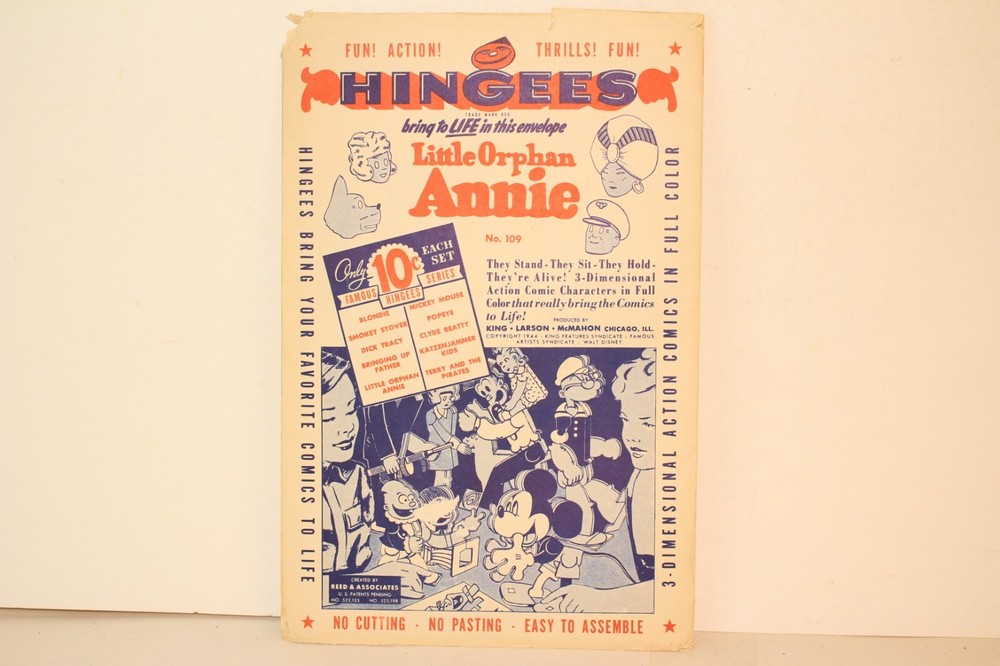 FUN! ACTION!
THRILLS! FUN!
HINGEES
TRADE MARK REG
bring to LIFE in this envelope
Little Orphan
Annie
No. 109
Only 10¢ EACH SET
FAMOUS HINGEES SERIES
BLONDIE
SMOKEY STOVER
DICK TRACY
BRINGING UP
FATHER
LITTLE ORPHAN
ANNIE
MICKEY MOUSE
POPEYE
CLYDE BEATTY
KATZENJAMMER
KIDS
TERRY AND THE
PIRATES
They Stand-They Sit-They Hold-
They're Alive! 3-Dimensional
Action Comic Characters in Full
Color that really bring the Comics
to Life!
PRODUCED BY
KING · LARSON · McMAHON CHICAGO, ILL.
COPYRIGHT 1944 · KING FEATURES SYNDICATE · FAMOUS
ARTISTS SYNDICATE · WALT DISNEY
HINGEES BRING YOUR FAVORITE COMICS TO LIFE
3-DIMENSIONAL ACTION COMICS IN FULL COLOR
CREATED BY
REED & ASSOCIATES
U. S. PATENTS PENDING
NO. 522,125 NO. 527,198
NO CUTTING - NO PASTING - EASY TO ASSEMBLE